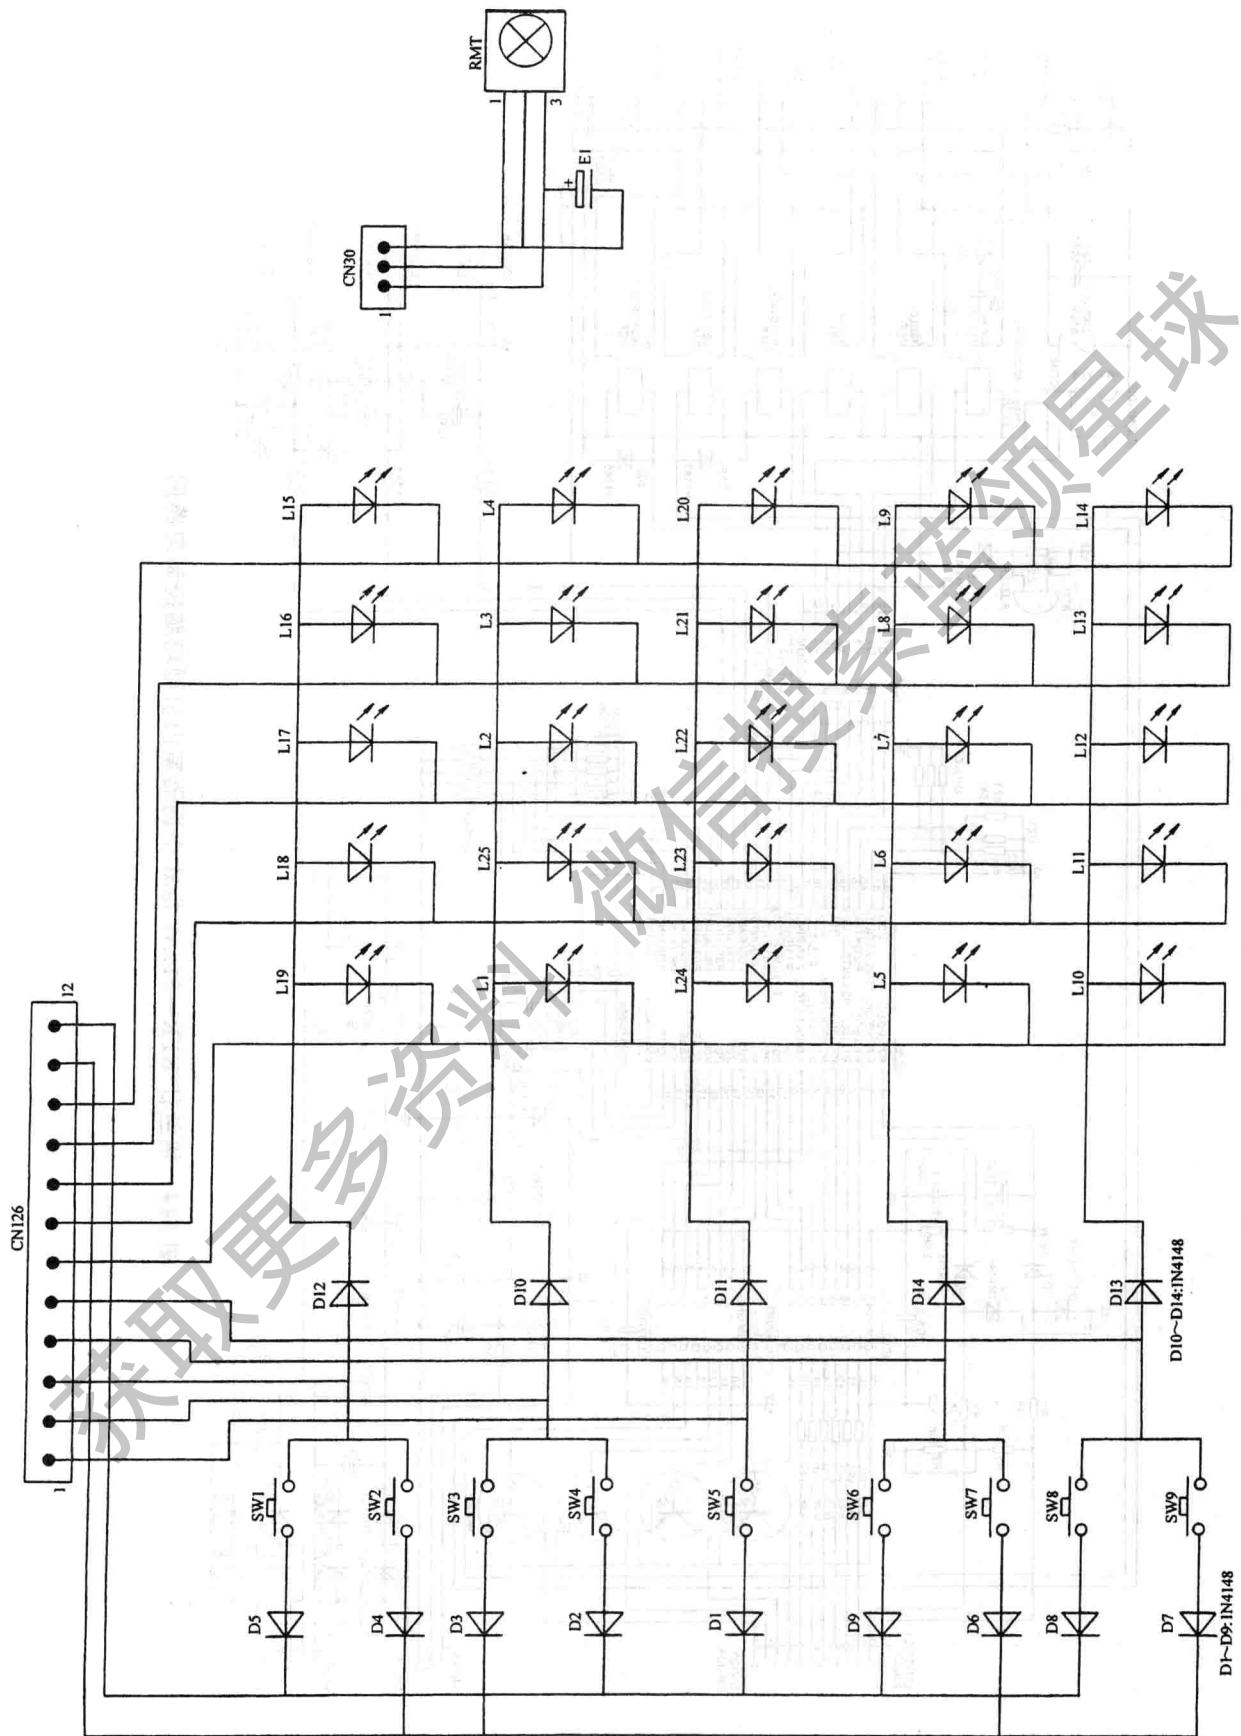 RMT
1
3
E1
+
CN30
1
L15
L4
L20
L9
L14
L16
L3
L21
L8
L13
L17
L2
L22
L7
L12
L18
L25
L23
L6
L11
L19
L1
L24
L5
L10
CN126
12
1
D12
D10
D11
D14
D13
D10～D14:1N4148
SW1
SW2
SW3
SW4
SW5
SW6
SW7
SW8
SW9
D5
D4
D3
D2
D1
D9
D6
D8
D7
D1~D9:1N4148
获取更多资料 微信搜索蓝领星球